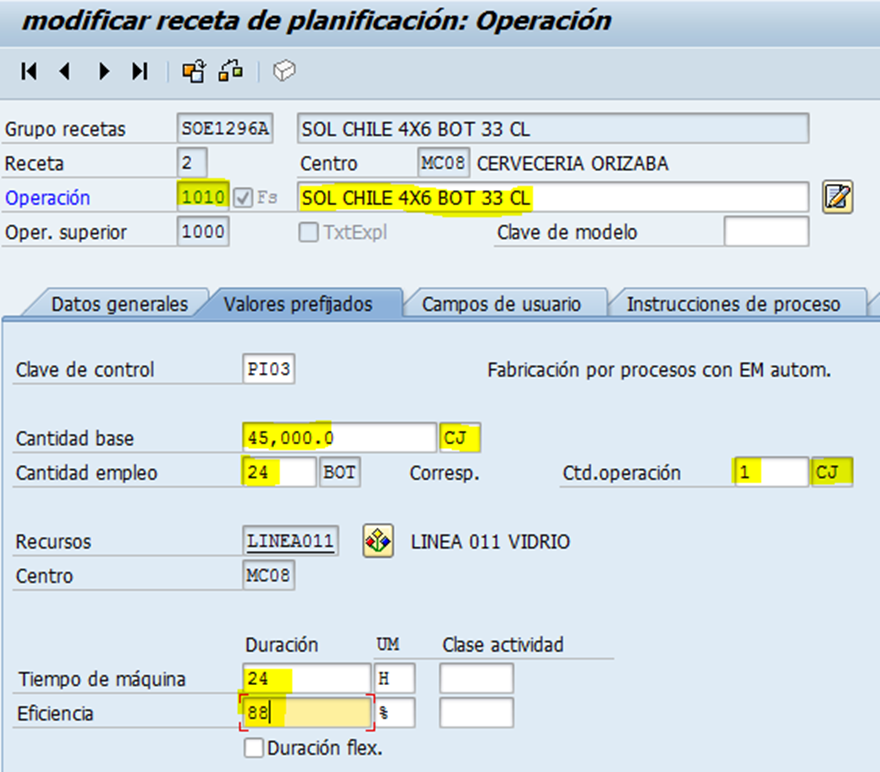 modificar receta de planificación: Operación
Grupo recetas SOE1296A SOL CHILE 4X6 BOT 33 CL
Receta 2 Centro MC08 CERVECERIA ORIZABA
Operación 1010 Fs SOL CHILE 4X6 BOT 33 CL
Oper. superior 1000 TxtExpl Clave de modelo
Datos generales Valores prefijados Campos de usuario Instrucciones de proceso
Clave de control PI03 Fabricación por procesos con EM autom.
Cantidad base 45,000.0 CJ
Cantidad empleo 24 BOT Corresp. Ctd.operación 1 CJ
Recursos LINEA011 LINEA 011 VIDRIO
Centro MC08
Duración UM Clase actividad
Tiempo de máquina 24 H
Eficiencia 88 %
Duración flex.